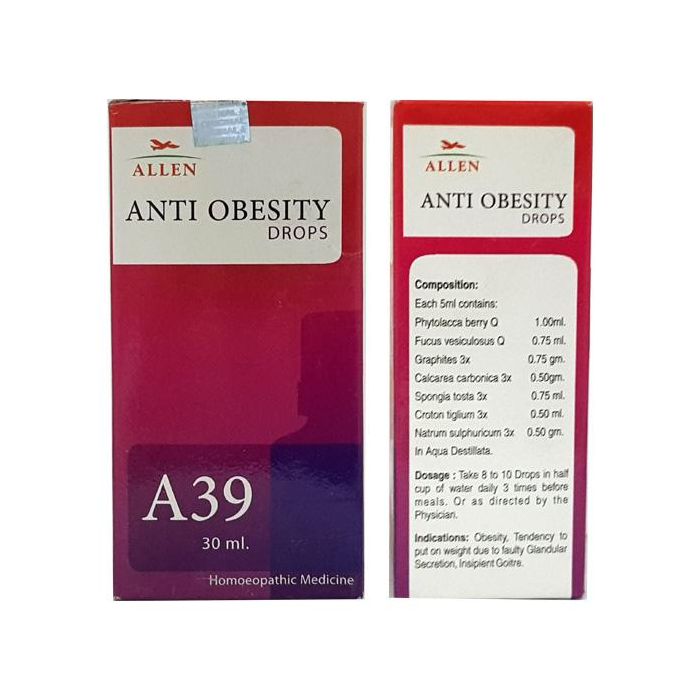 ALLEN
ANTI OBESITY
DROPS
A39
30 ml.
Homoeopathic Medicine
ALLEN
ANTI OBESITY
DROPS
Composition:
Each 5ml contains:
Phytolacca berry Q 1.00ml.
Fucus vesiculosus Q 0.75 ml.
Graphites 3x 0.75 gm.
Calcarea carbonica 3x 0.50gm.
Spongia tosta 3x 0.75 ml.
Croton tiglium 3x 0.50 ml.
Natrum sulphuricum 3x 0.50 gm.
In Aqua Destillata.
Dosage : Take 8 to 10 Drops in half
cup of water daily 3 times before
meals. Or as directed by the
Physician.
Indications: Obesity, Tendency to
put on weight due to faulty Glandular
Secretion, Insipient Goitre.